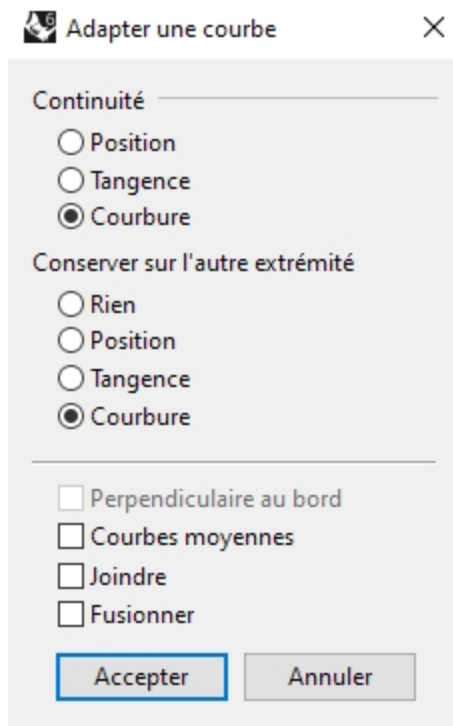 6 Adapter une courbe
Continuité
Position
Tangence
Courbure
Conserver sur l'autre extrémité
Rien
Position
Tangence
Courbure
Perpendiculaire au bord
Courbes moyennes
Joindre
Fusionner
Accepter Annuler